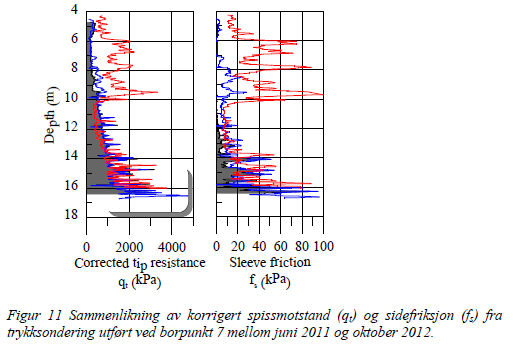 4
6
8
10
12
14
16
18
Depth (m)
0 2000 4000
Corrected tip resistance
qt (kPa)
0 20 40 60 80 100
Sleeve friction
fs (kPa)
Figur 11 Sammenlikning av korrigert spissmotstand (qt) og sidefriksjon (fs) fra
trykksondering utført ved borpunkt 7 mellom juni 2011 og oktober 2012.